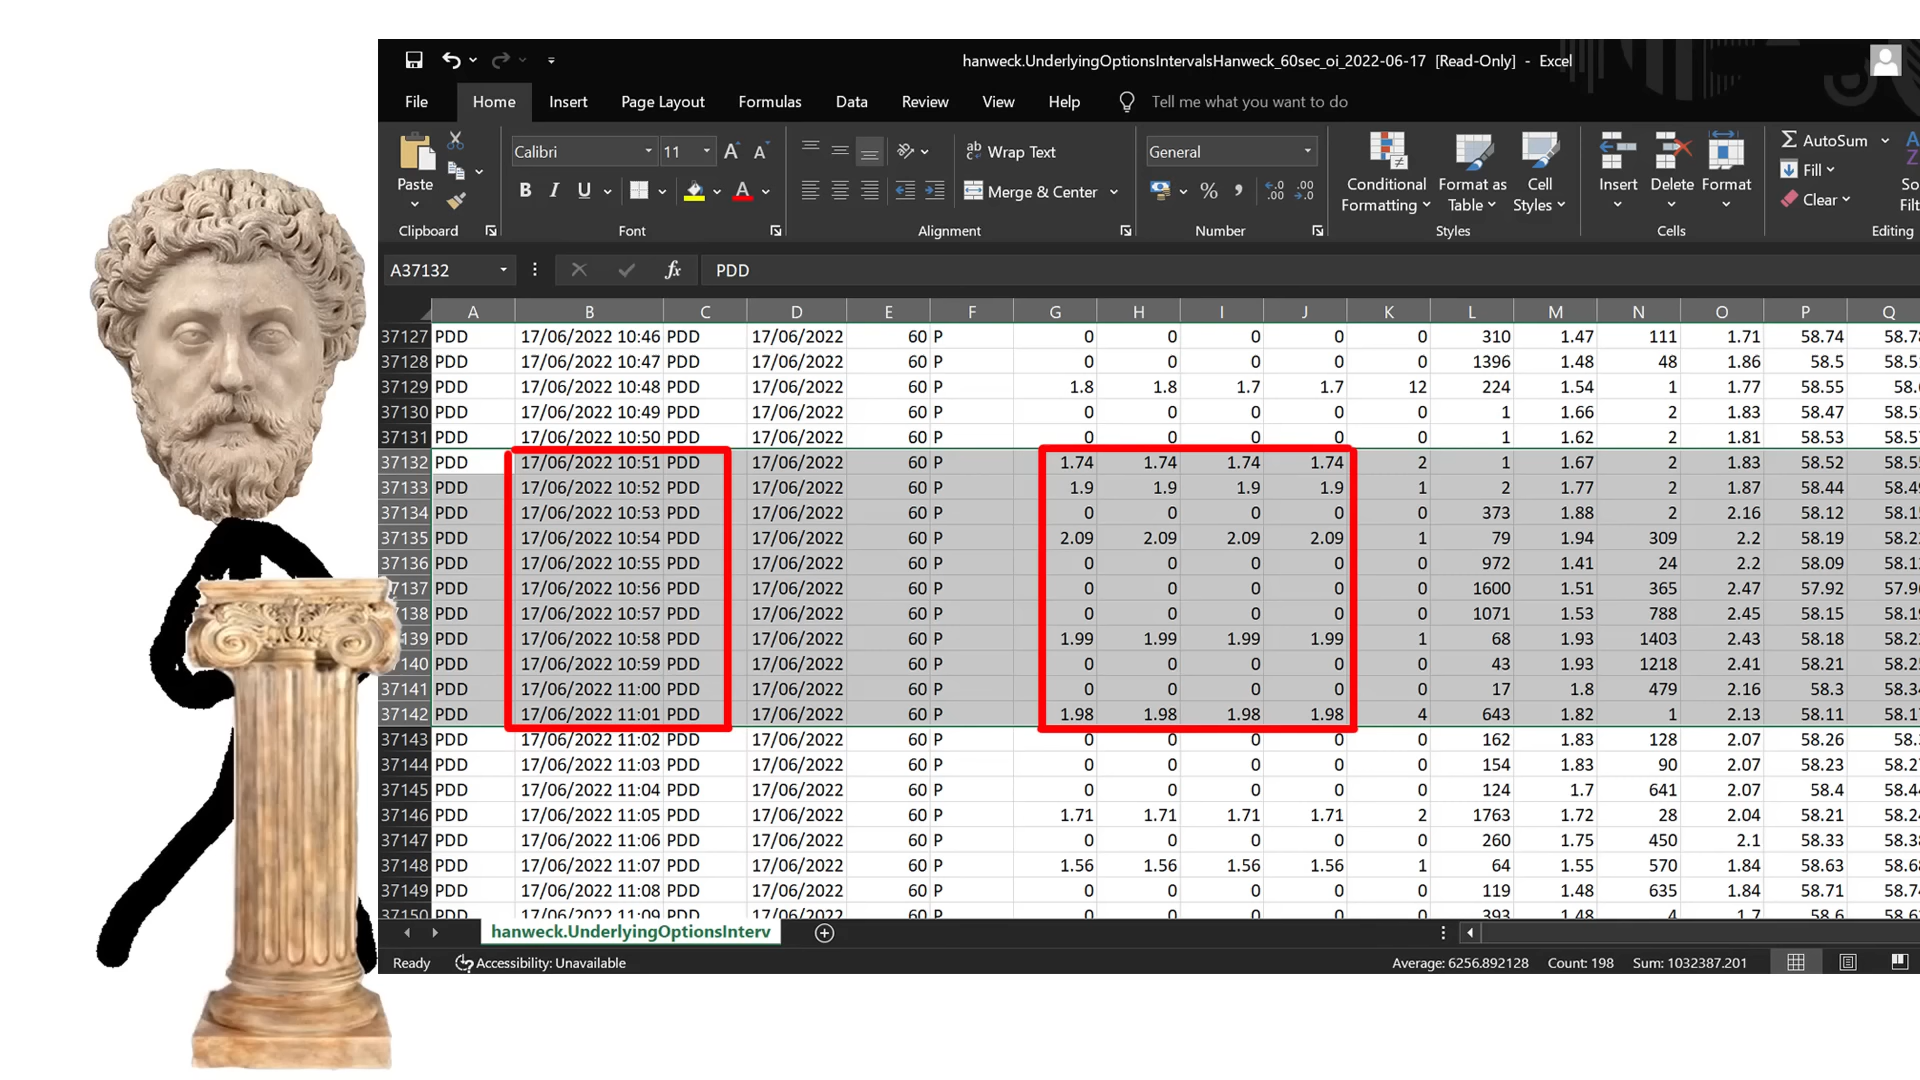 hanweck.UnderlyingOptionsIntervalsHanweck_60sec_oi_2022-06-17 [Read-Only] - Excel
File Home Insert Page Layout Formulas Data Review View Help Tell me what you want to do
Calibri 11 Wrap Text General AutoSum
Paste Merge & Center Conditional Formatting Format as Table Cell Styles Insert Delete Format Fill Clear
Clipboard Font Alignment Number Styles Cells Editing
A37132 fx PDD
A B C D E F G H I J K L M N O P Q
37127 PDD 17/06/2022 10:46 PDD 17/06/2022 60 P 0 0 0 0 0 310 1.47 111 1.71 58.74
37128 PDD 17/06/2022 10:47 PDD 17/06/2022 60 P 0 0 0 0 0 1396 1.48 48 1.86 58.5
37129 PDD 17/06/2022 10:48 PDD 17/06/2022 60 P 1.8 1.8 1.7 1.7 12 224 1.54 1 1.77 58.55
37130 PDD 17/06/2022 10:49 PDD 17/06/2022 60 P 0 0 0 0 0 1 1.66 2 1.83 58.47
37131 PDD 17/06/2022 10:50 PDD 17/06/2022 60 P 0 0 0 0 0 1 1.62 2 1.81 58.53
37132 PDD 17/06/2022 10:51 PDD 17/06/2022 60 P 1.74 1.74 1.74 1.74 2 1 1.67 2 1.83 58.52
37133 PDD 17/06/2022 10:52 PDD 17/06/2022 60 P 1.9 1.9 1.9 1.9 1 2 1.77 2 1.87 58.44
37134 PDD 17/06/2022 10:53 PDD 17/06/2022 60 P 0 0 0 0 0 373 1.88 2 2.16 58.12
37135 PDD 17/06/2022 10:54 PDD 17/06/2022 60 P 2.09 2.09 2.09 2.09 1 79 1.94 309 2.2 58.19
37136 PDD 17/06/2022 10:55 PDD 17/06/2022 60 P 0 0 0 0 0 972 1.41 24 2.2 58.09
37137 PDD 17/06/2022 10:56 PDD 17/06/2022 60 P 0 0 0 0 0 1600 1.51 365 2.47 57.92
138 PDD 17/06/2022 10:57 PDD 17/06/2022 60 P 0 0 0 0 0 1071 1.53 788 2.45 58.15
139 PDD 17/06/2022 10:58 PDD 17/06/2022 60 P 1.99 1.99 1.99 1.99 1 68 1.93 1403 2.43 58.18
140 PDD 17/06/2022 10:59 PDD 17/06/2022 60 P 0 0 0 0 0 43 1.93 1218 2.41 58.21
37141 PDD 17/06/2022 11:00 PDD 17/06/2022 60 P 0 0 0 0 0 17 1.8 479 2.16 58.3
37142 PDD 17/06/2022 11:01 PDD 17/06/2022 60 P 1.98 1.98 1.98 1.98 4 643 1.82 1 2.13 58.11
37143 PDD 17/06/2022 11:02 PDD 17/06/2022 60 P 0 0 0 0 0 162 1.83 128 2.07 58.26
37144 PDD 17/06/2022 11:03 PDD 17/06/2022 60 P 0 0 0 0 0 154 1.83 90 2.07 58.23
37145 PDD 17/06/2022 11:04 PDD 17/06/2022 60 P 0 0 0 0 0 124 1.7 641 2.07 58.4
37146 PDD 17/06/2022 11:05 PDD 17/06/2022 60 P 1.71 1.71 1.71 1.71 2 1763 1.72 28 2.04 58.21
37147 PDD 17/06/2022 11:06 PDD 17/06/2022 60 P 0 0 0 0 0 260 1.75 450 2.1 58.33
37148 PDD 17/06/2022 11:07 PDD 17/06/2022 60 P 1.56 1.56 1.56 1.56 1 64 1.55 570 1.84 58.63
37149 PDD 17/06/2022 11:08 PDD 17/06/2022 60 P 0 0 0 0 0 119 1.48 635 1.84 58.71
37150 PDD 17/06/2022 11:09 PDD 17/06/2022 60 P 0 0 0 0 0 393 1.48 4 1.7 58.6
hanweck.UnderlyingOptionsInterv
Ready Accessibility: Unavailable Average: 6256.892128 Count: 198 Sum: 1032387.201